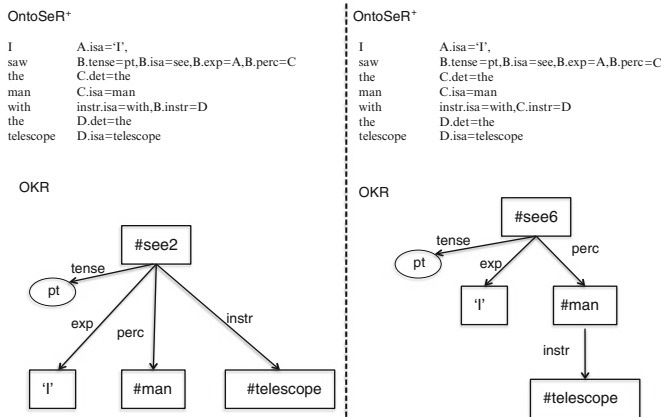 OntoSeR+
I A.isa=‘I’,
saw B.tense=pt,B.isa=see,B.exp=A,B.perc=C
the C.det=the
man C.isa=man
with instr.isa=with,B.instr=D
the D.det=the
telescope D.isa=telescope
OKR
#see2
tense
pt
exp
perc
instr
‘I’
#man
#telescope
OntoSeR+
I A.isa=‘I’,
saw B.tense=pt,B.isa=see,B.exp=A,B.perc=C
the C.det=the
man C.isa=man
with instr.isa=with,C.instr=D
the D.det=the
telescope D.isa=telescope
OKR
#see6
tense
pt
exp
perc
‘I’
#man
instr
#telescope